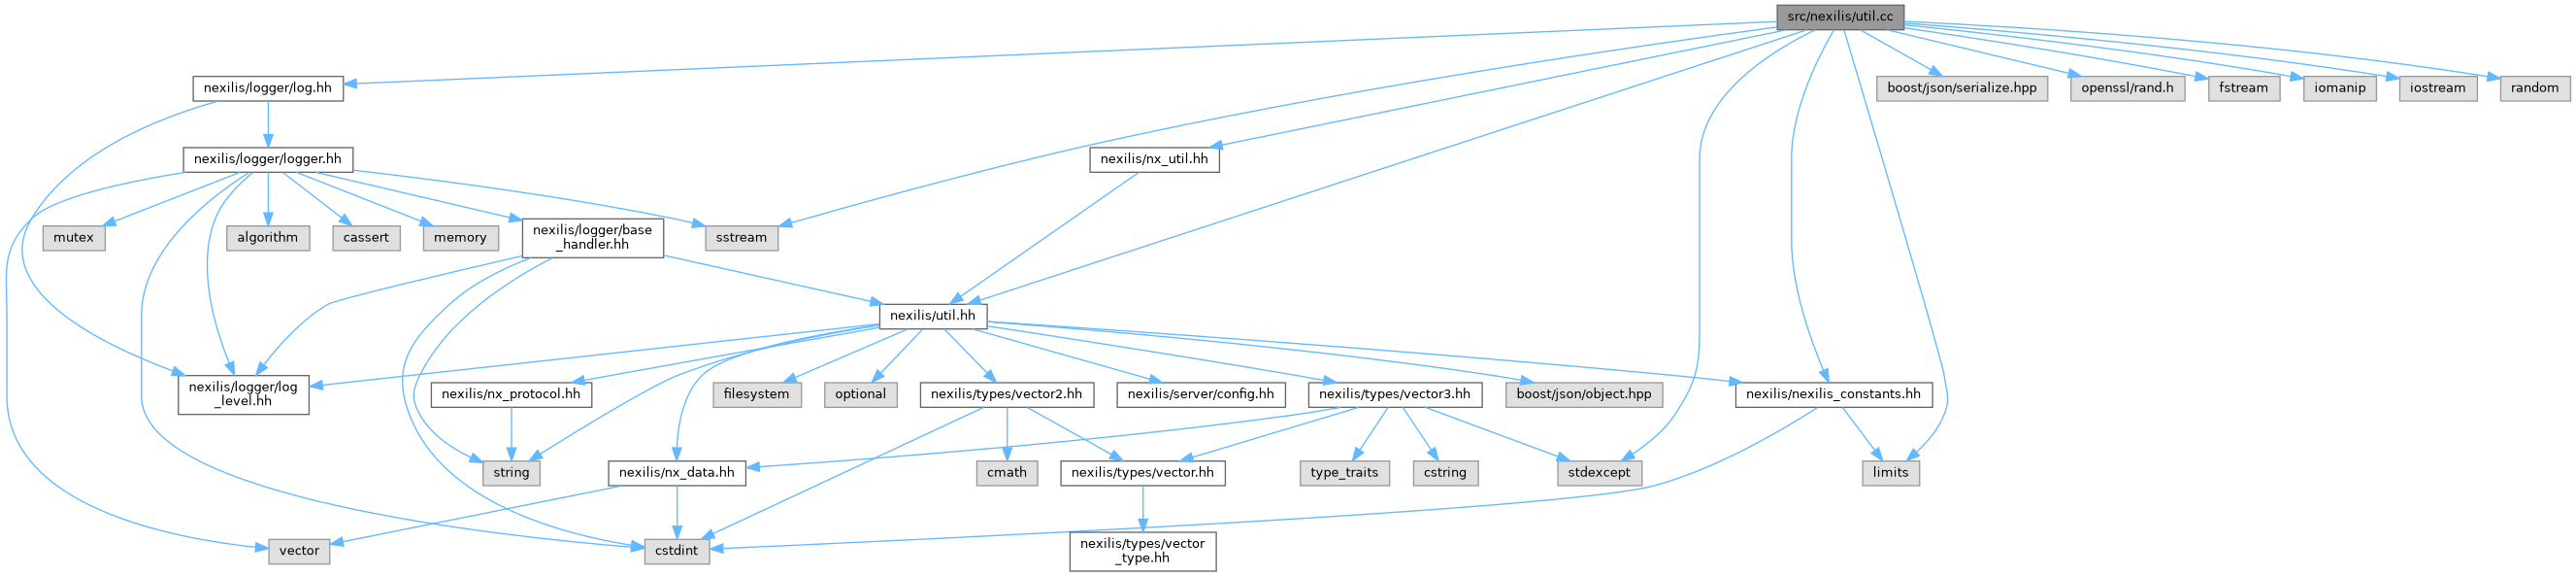 src/nexilis/util.cc
nexilis/logger/log.hh
boost/json/serialize.hpp
openssl/rand.h
fstream
iomanip
iostream
random
nexilis/logger/logger.hh
nexilis/nx_util.hh
mutex
algorithm
cassert
memory
nexilis/logger/base
_handler.hh
sstream
nexilis/util.hh
nexilis/logger/log
_level.hh
nexilis/nx_protocol.hh
filesystem
optional
nexilis/types/vector2.hh
nexilis/server/config.hh
nexilis/types/vector3.hh
boost/json/object.hpp
nexilis/nexilis_constants.hh
string
nexilis/nx_data.hh
cmath
nexilis/types/vector.hh
type_traits
cstring
stdexcept
limits
vector
cstdint
nexilis/types/vector
_type.hh